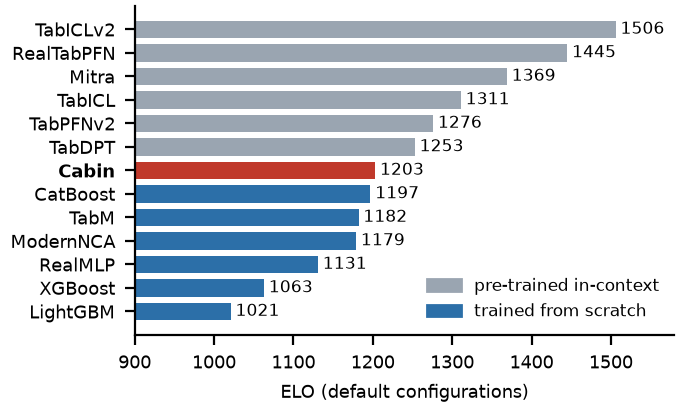 TabICLv2 1506
RealTabPFN 1445
Mitra 1369
TabICL 1311
TabPFNv2 1276
TabDPT 1253
Cabin 1203
CatBoost 1197
TabM 1182
ModernNCA 1179
RealMLP 1131
XGBoost 1063
LightGBM 1021
pre-trained in-context
trained from scratch
900 1000 1100 1200 1300 1400 1500
ELO (default configurations)